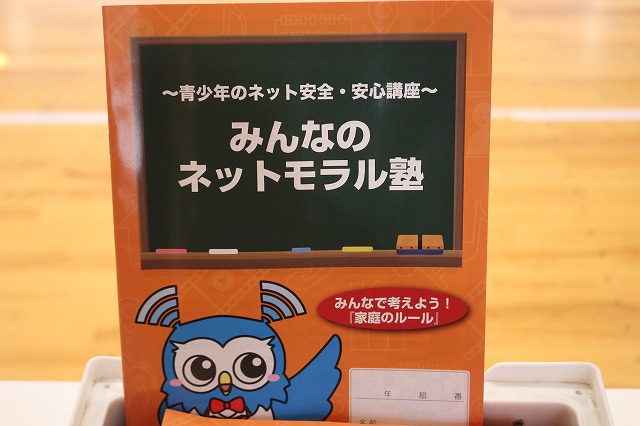 ～青少年のネット安全・安心講座～
みんなの
ネットモラル塾
みんなで考えよう！
『家庭のルール』
年 組 番
名前